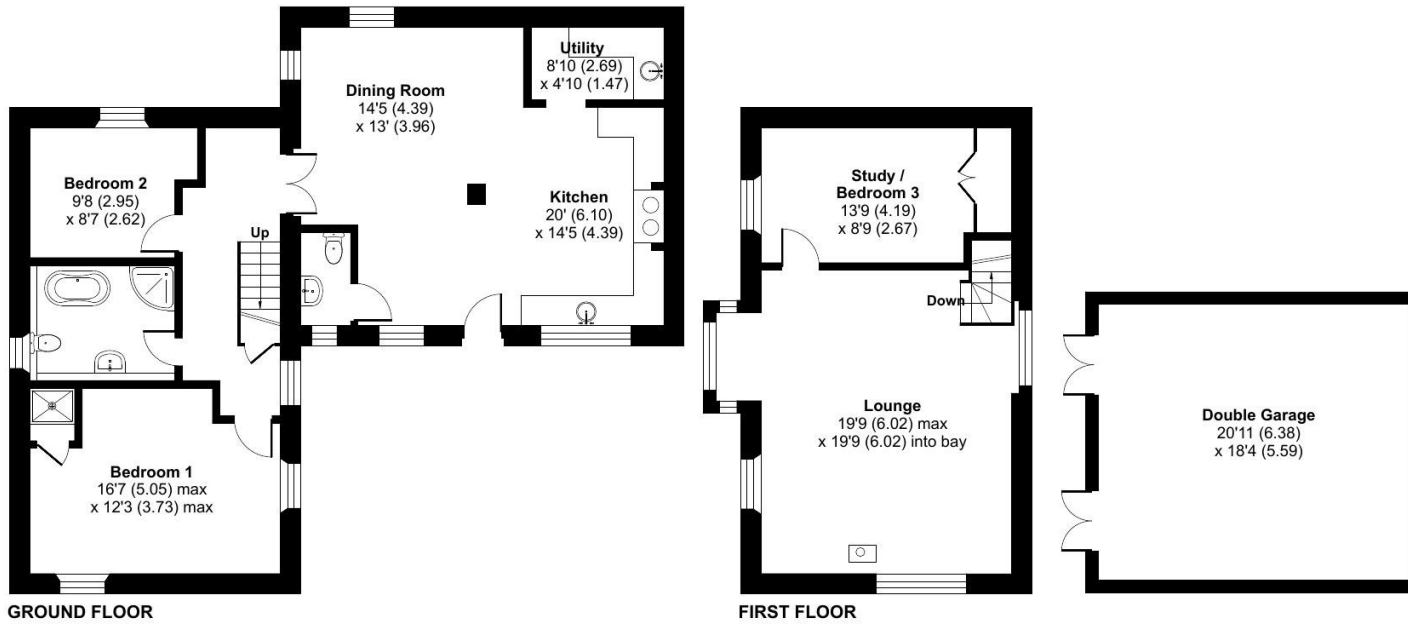 Utility
8'10 (2.69)
x 4'10 (1.47)
Dining Room
14'5 (4.39)
x 13' (3.96)
Bedroom 2
9'8 (2.95)
x 8'7 (2.62)
Kitchen
20' (6.10)
x 14'5 (4.39)
Up
Bedroom 1
16'7 (5.05) max
x 12'3 (3.73) max
GROUND FLOOR
Study /
Bedroom 3
13'9 (4.19)
x 8'9 (2.67)
Down
Lounge
19'9 (6.02) max
x 19'9 (6.02) into bay
FIRST FLOOR
Double Garage
20'11 (6.38)
x 18'4 (5.59)